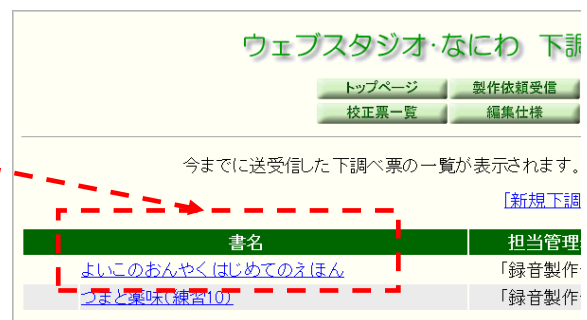 ウェブスタジオ・なにわ 下調
トップページ 製作依頼受信
校正票一覧 編集仕様
今までに送受信した下調べ票の一覧が表示されます。
[新規下調
書名 担当管理
よいこのおんやく はじめてのえほん 「録音製作
つまと薬味(練習10) 「録音製作